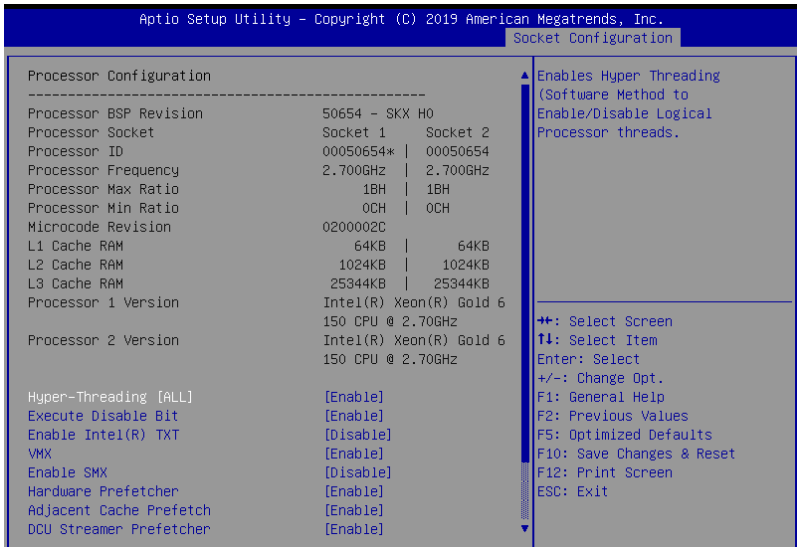 Aptio Setup Utility – Copyright (C) 2019 American Megatrends, Inc.
Socket Configuration
Processor Configuration
--------------------------------------------------
Processor BSP Revision 50654 - SKX H0
Processor Socket Socket 1 Socket 2
Processor ID 00050654* | 00050654
Processor Frequency 2.700GHz | 2.700GHz
Processor Max Ratio 1BH | 1BH
Processor Min Ratio 0CH | 0CH
Microcode Revision 0200002C
L1 Cache RAM 64KB | 64KB
L2 Cache RAM 1024KB | 1024KB
L3 Cache RAM 25344KB | 25344KB
Processor 1 Version Intel(R) Xeon(R) Gold 6
150 CPU @ 2.70GHz
Processor 2 Version Intel(R) Xeon(R) Gold 6
150 CPU @ 2.70GHz
Hyper-Threading [ALL] [Enable]
Execute Disable Bit [Enable]
Enable Intel(R) TXT [Disable]
VMX [Enable]
Enable SMX [Disable]
Hardware Prefetcher [Enable]
Adjacent Cache Prefetch [Enable]
DCU Streamer Prefetcher [Enable]
Enables Hyper Threading
(Software Method to
Enable/Disable Logical
Processor threads.
→←: Select Screen
↑↓: Select Item
Enter: Select
+/-: Change Opt.
F1: General Help
F2: Previous Values
F5: Optimized Defaults
F10: Save Changes & Reset
F12: Print Screen
ESC: Exit